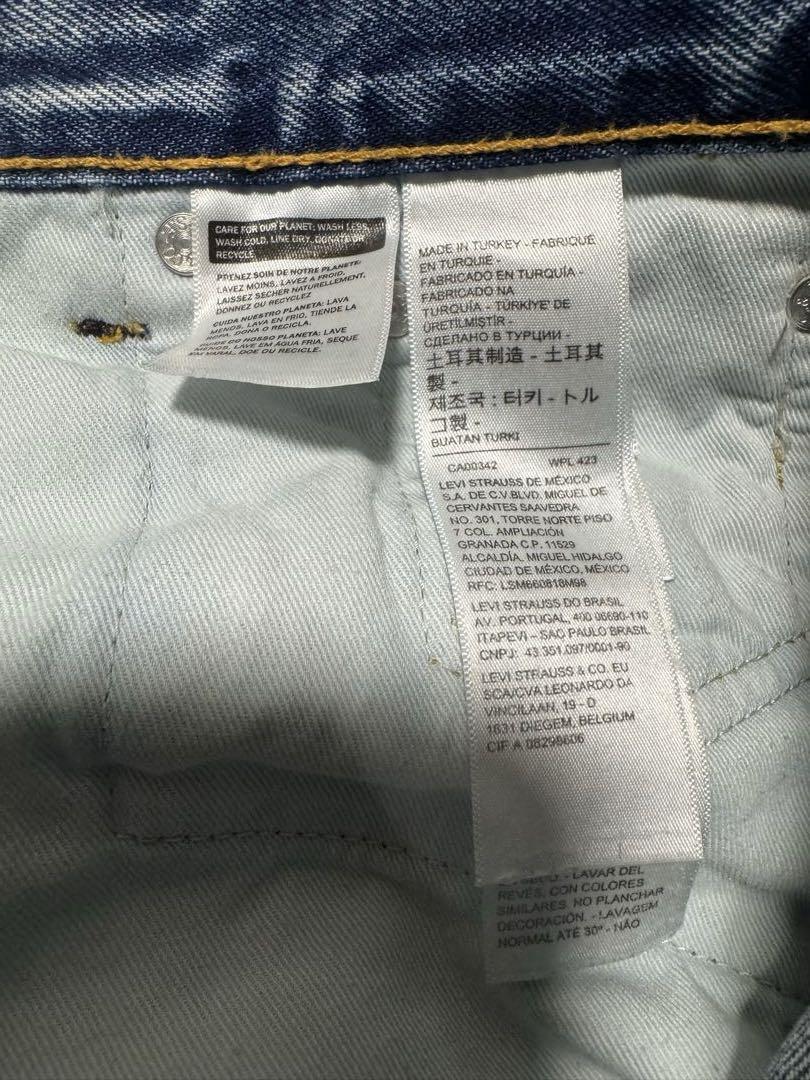 CARE FOR OUR PLANET: WASH LESS,
WASH COLD, LINE DRY, DONATE OR
RECYCLE
PRENEZ SOIN DE NOTRE PLANETE:
LAVEZ MOINS, LAVEZ A FROID,
LAISSEZ SECHER NATURELLEMENT,
DONNEZ OU RECYCLEZ
CUIDA NUESTRO PLANETA: LAVA
MENOS, LAVA EN FRIO, TIENDE LA
ROPA, DONA O RECICLA.
CUIDE DO NOSSO PLANETA: LAVE
MENOS, LAVE EM ÁGUA FRIA, SEQUE
EM VARAL, DOE OU RECICLE.
MADE IN TURKEY - FABRIQUÉ
EN TURQUIE -
FABRICADO EN TURQUÍA -
FABRICADO NA
TURQUIA - TÜRKİYE'DE
ÜRETİLMİŞTİR -
СДЕЛАНО В ТУРЦИИ -
土耳其制造 - 土耳其
製 -
제조국 : 터키 - トル
コ製 -
BUATAN TURKI
CA00342 WPL 423
LEVI STRAUSS DE MÉXICO
S.A. DE C.V BLVD. MIGUEL DE
CERVANTES SAAVEDRA
NO. 301, TORRE NORTE PISO
7 COL. AMPLIACIÓN
GRANADA C.P. 11529
ALCALDÍA, MIGUEL HIDALGO
CIUDAD DE MÉXICO, MÉXICO
RFC: LSM660818M98
LEVI STRAUSS DO BRASIL
AV. PORTUGAL, 400 06690-110
ITAPEVI - SAO PAULO BRASIL
CNPJ: 43.351.097/0001-90
LEVI STRAUSS & CO. EU
SCA/CVA LEONARDO DA
VINCILAAN, 19 - D
1831 DIEGEM, BELGIUM
CIF A 08298606
- LAVAR DEL
REVÉS, CON COLORES
SIMILARES. NO PLANCHAR
DECORACIÓN. - LAVAGEM
NORMAL ATÉ 30° - NÃO